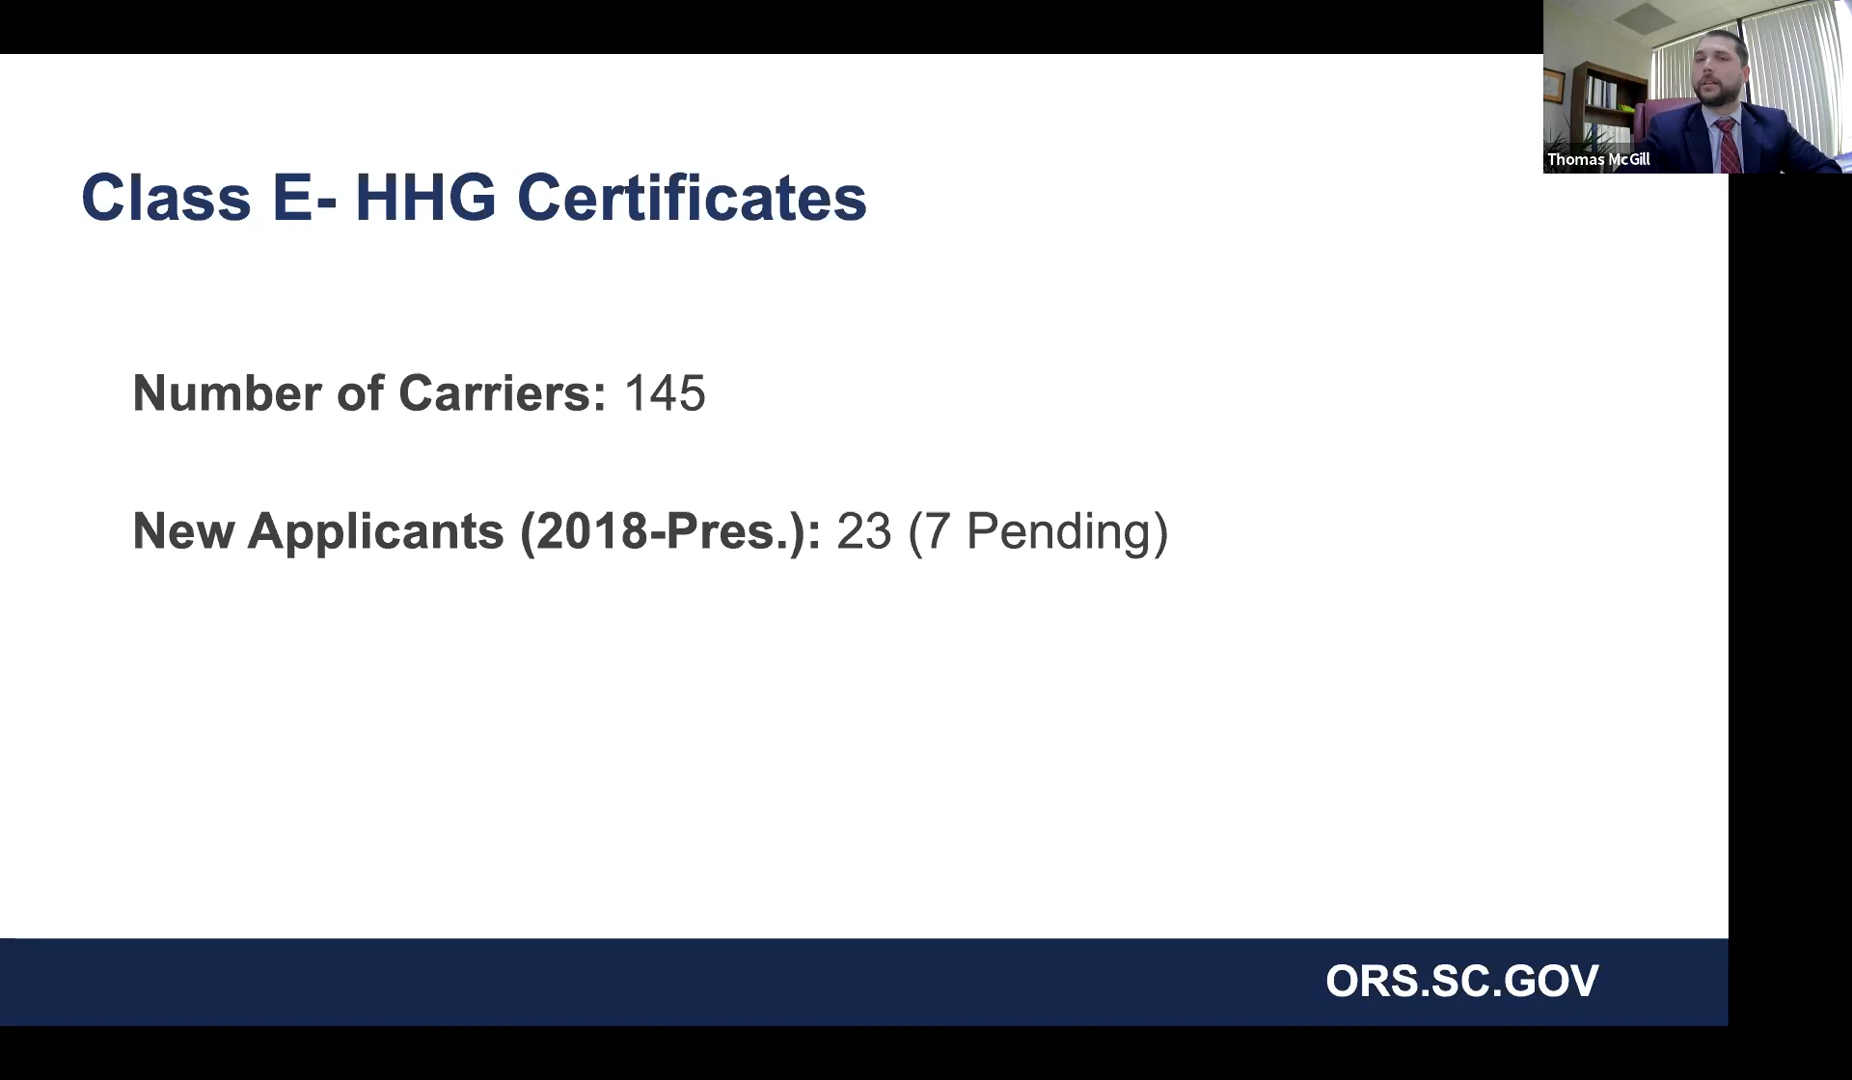 Thomas McGill
Class E- HHG Certificates
Number of Carriers: 145
New Applicants (2018-Pres.): 23 (7 Pending)
ORS.SC.GOV